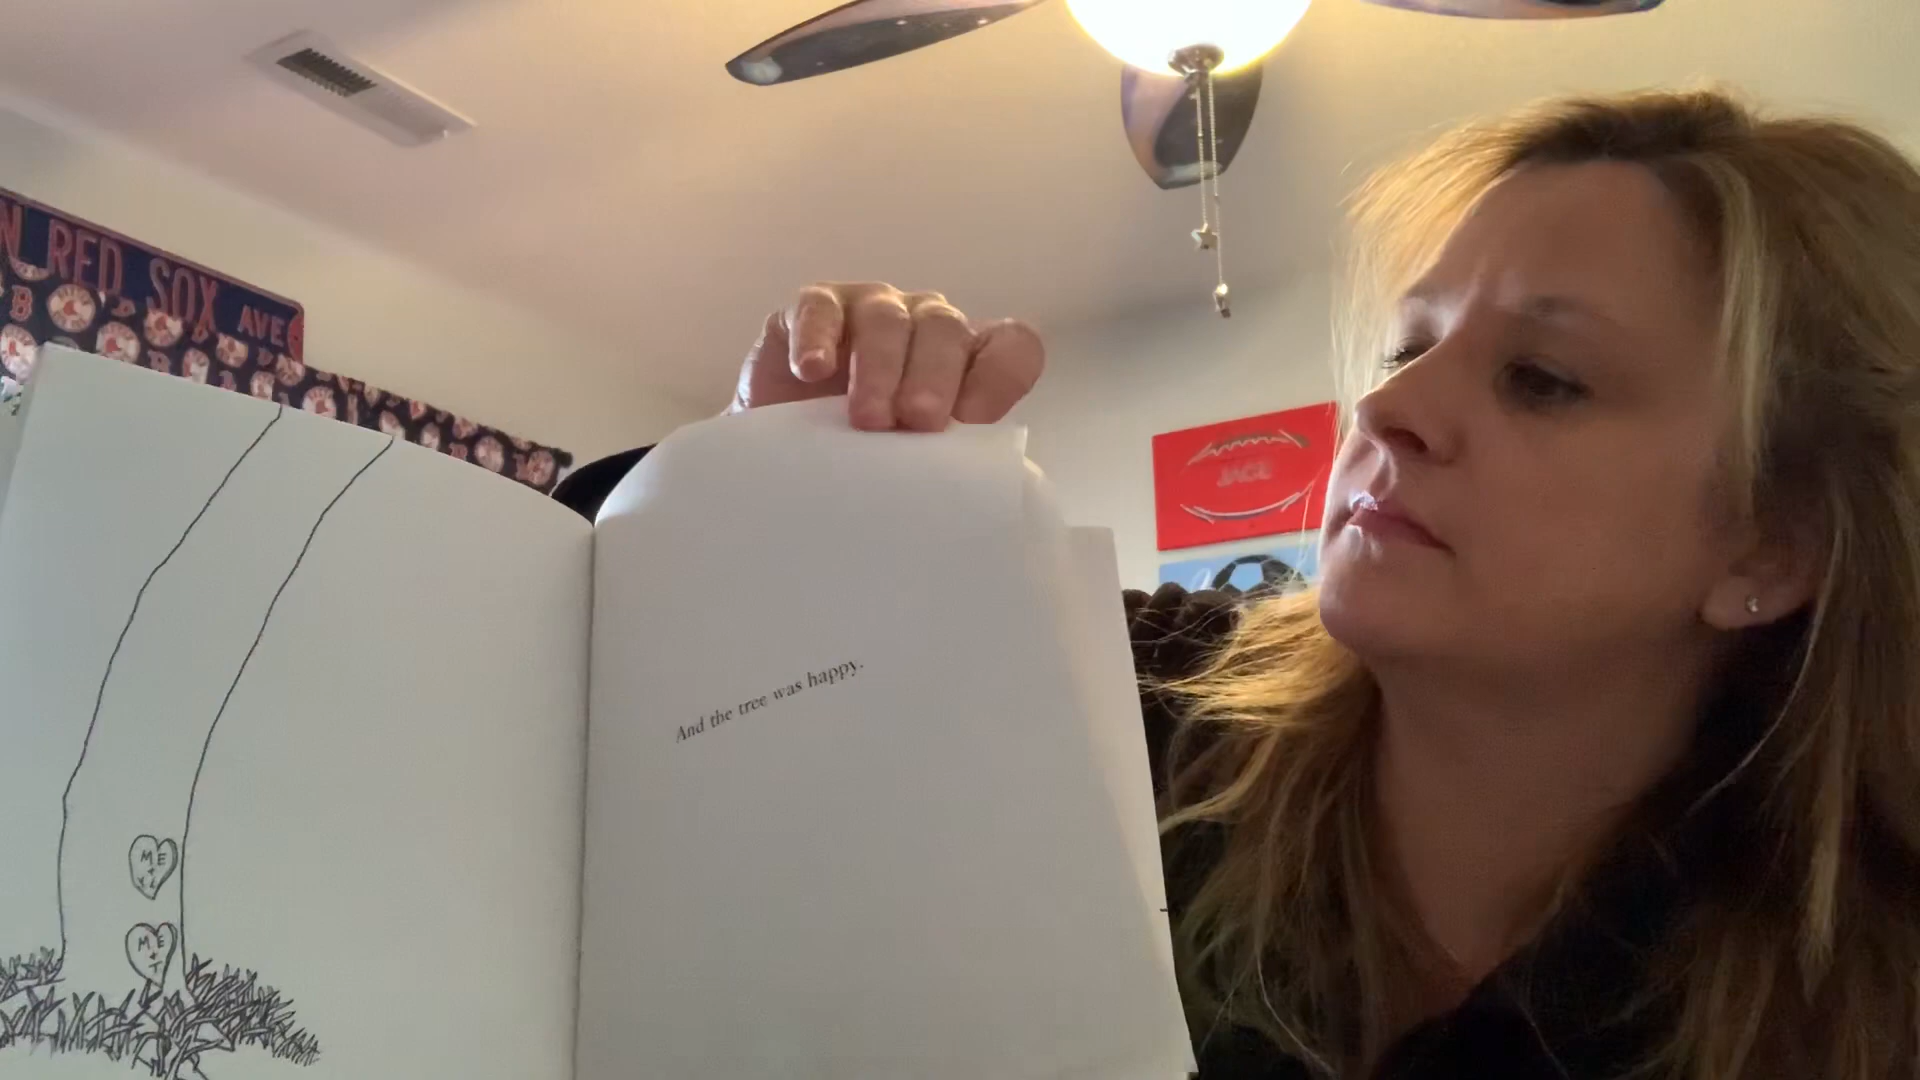 N RED SOX AVE
B
JACE
And the tree was happy.
ME
+
Y.L
ME
+
T